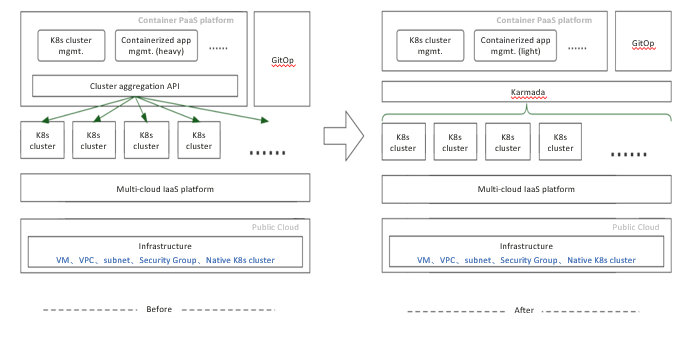 Container PaaS platform
K8s cluster
mgmt.
Containerized app
mgmt. (heavy)
......
GitOp
Cluster aggregation API
K8s
cluster
K8s
cluster
K8s
cluster
K8s
cluster
......
Multi-cloud IaaS platform
Public Cloud
Infrastructure
VM、VPC、subnet、Security Group、Native K8s cluster
Before
Container PaaS platform
K8s cluster
mgmt.
Containerized app
mgmt. (light)
......
GitOp
Karmada
K8s
cluster
K8s
cluster
K8s
cluster
K8s
cluster
......
Multi-cloud IaaS platform
Public Cloud
Infrastructure
VM、VPC、subnet、Security Group、Native K8s cluster
After